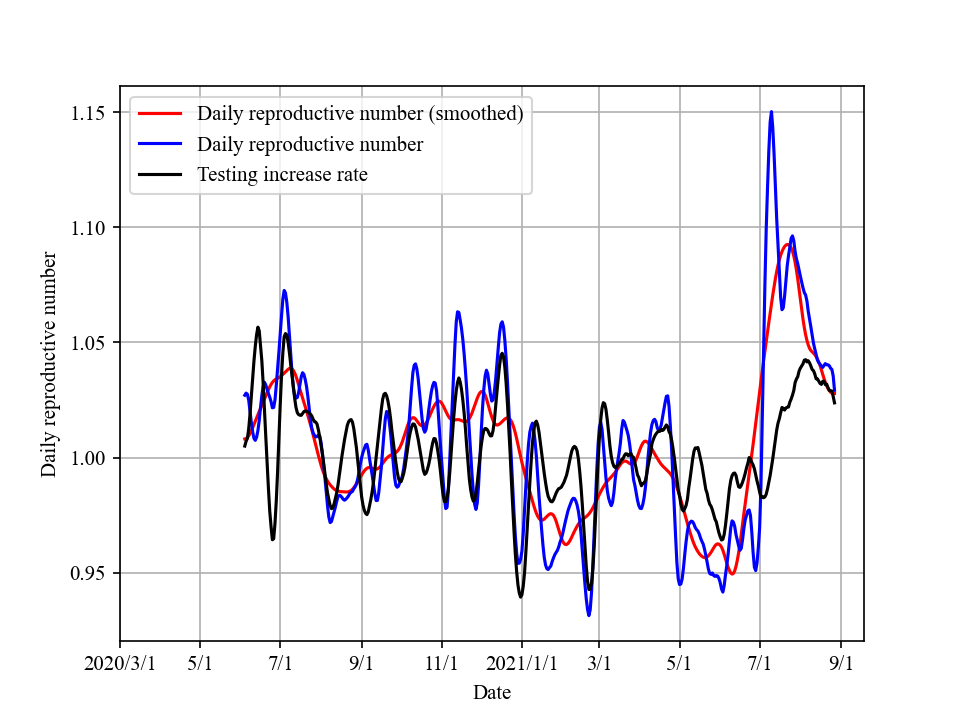 Daily reproductive number (smoothed)
Daily reproductive number
Testing increase rate
Daily reproductive number
1.15
1.10
1.05
1.00
0.95
2020/3/1 5/1 7/1 9/1 11/1 2021/1/1 3/1 5/1 7/1 9/1
Date